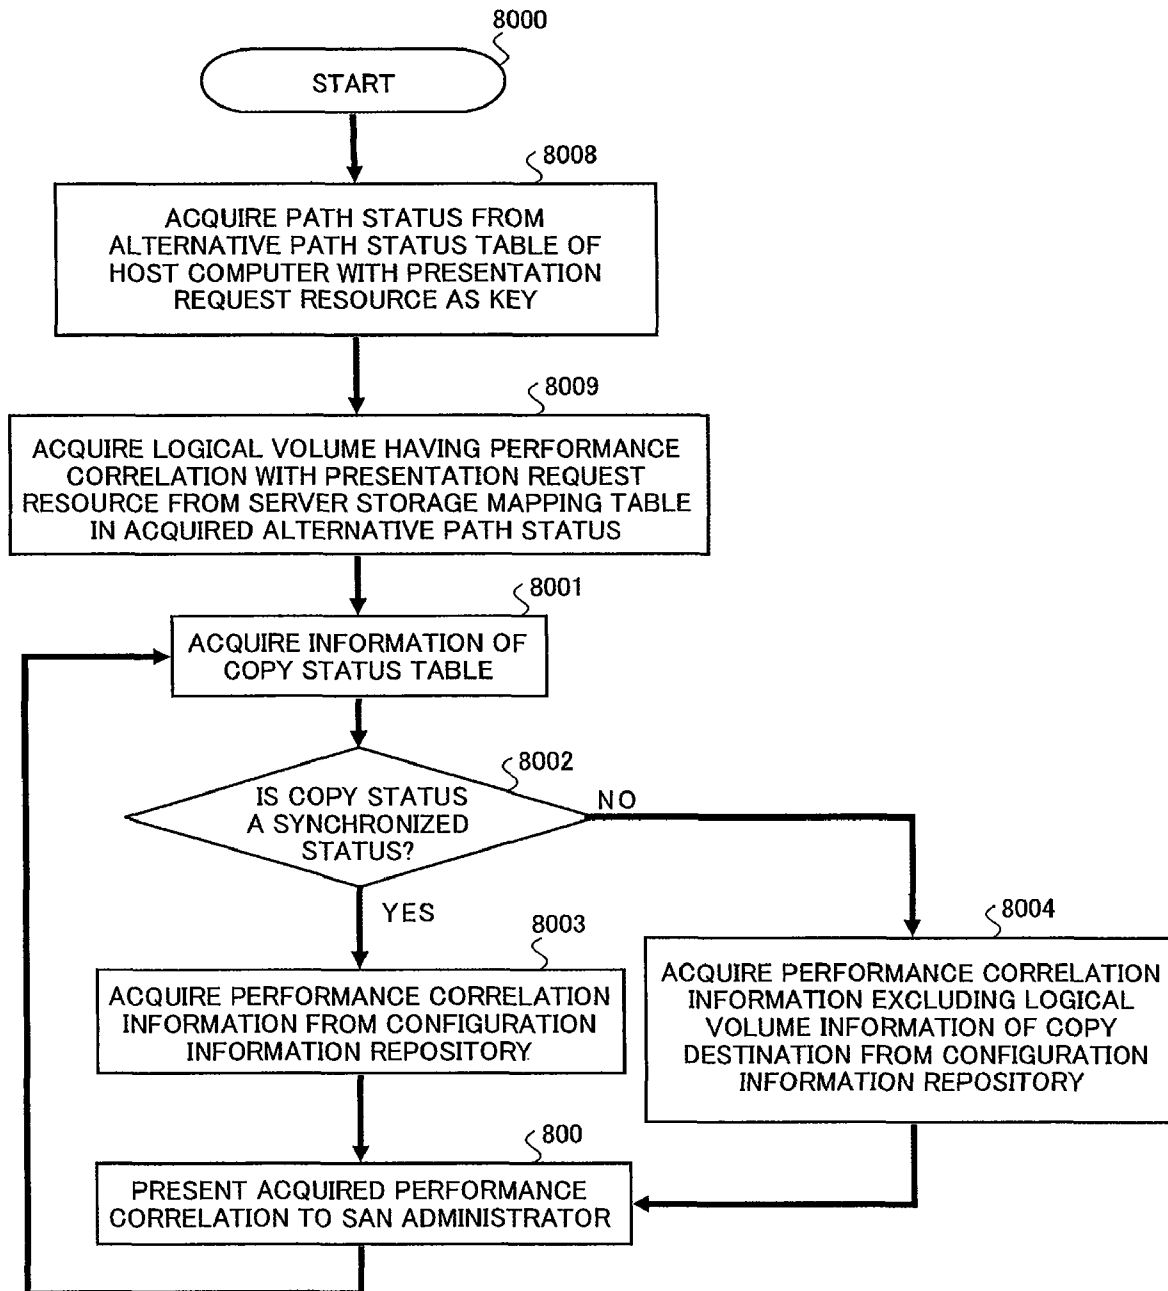 8000
START
8008
ACQUIRE PATH STATUS FROM
ALTERNATIVE PATH STATUS TABLE OF
HOST COMPUTER WITH PRESENTATION
REQUEST RESOURCE AS KEY
8009
ACQUIRE LOGICAL VOLUME HAVING PERFORMANCE
CORRELATION WITH PRESENTATION REQUEST
RESOURCE FROM SERVER STORAGE MAPPING TABLE
IN ACQUIRED ALTERNATIVE PATH STATUS
8001
ACQUIRE INFORMATION OF
COPY STATUS TABLE
8002
IS COPY STATUS
A SYNCHRONIZED
STATUS?
NO
YES
8003
ACQUIRE PERFORMANCE CORRELATION
INFORMATION FROM CONFIGURATION
INFORMATION REPOSITORY
8004
ACQUIRE PERFORMANCE CORRELATION
INFORMATION EXCLUDING LOGICAL
VOLUME INFORMATION OF COPY
DESTINATION FROM CONFIGURATION
INFORMATION REPOSITORY
800
PRESENT ACQUIRED PERFORMANCE
CORRELATION TO SAN ADMINISTRATOR